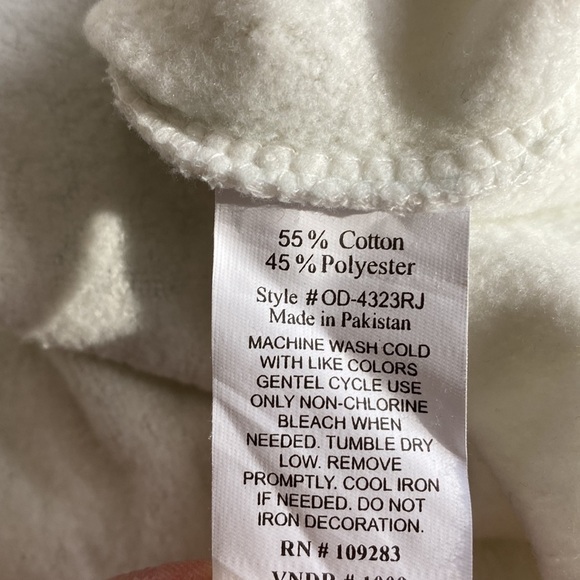 55% Cotton
45% Polyester
Style # OD-4323RJ
Made in Pakistan
MACHINE WASH COLD
WITH LIKE COLORS
GENTEL CYCLE USE
ONLY NON-CHLORINE
BLEACH WHEN
NEEDED. TUMBLE DRY
LOW. REMOVE
PROMPTLY. COOL IRON
IF NEEDED. DO NOT
IRON DECORATION.
RN # 109283
VNDR #